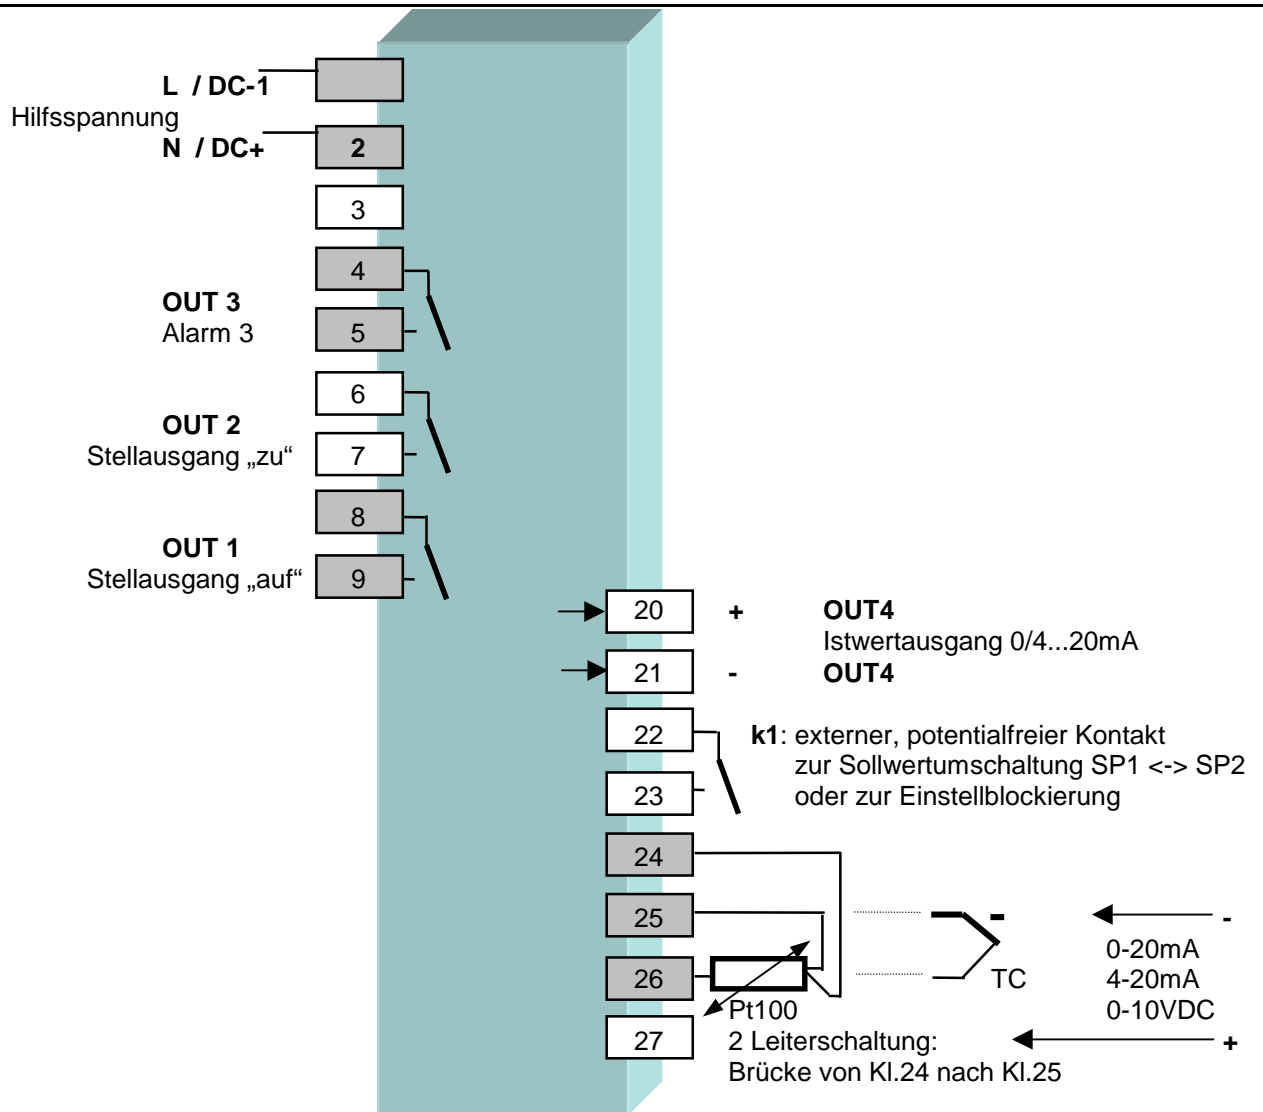 L / DC-1
Hilfsspannung
N / DC+ 2
3
4
OUT 3
Alarm 3 5
6
OUT 2
Stellausgang „zu“ 7
8
OUT 1
Stellausgang „auf“ 9
20 + OUT4
Istwertausgang 0/4...20mA
21 - OUT4
22 k1: externer, potentialfreier Kontakt
zur Sollwertumschaltung SP1 <-> SP2
23 oder zur Einstellblockierung
24
25 - -
0-20mA
26 TC 4-20mA
Pt100 0-10VDC
27 2 Leiterschaltung: +
Brücke von Kl.24 nach Kl.25